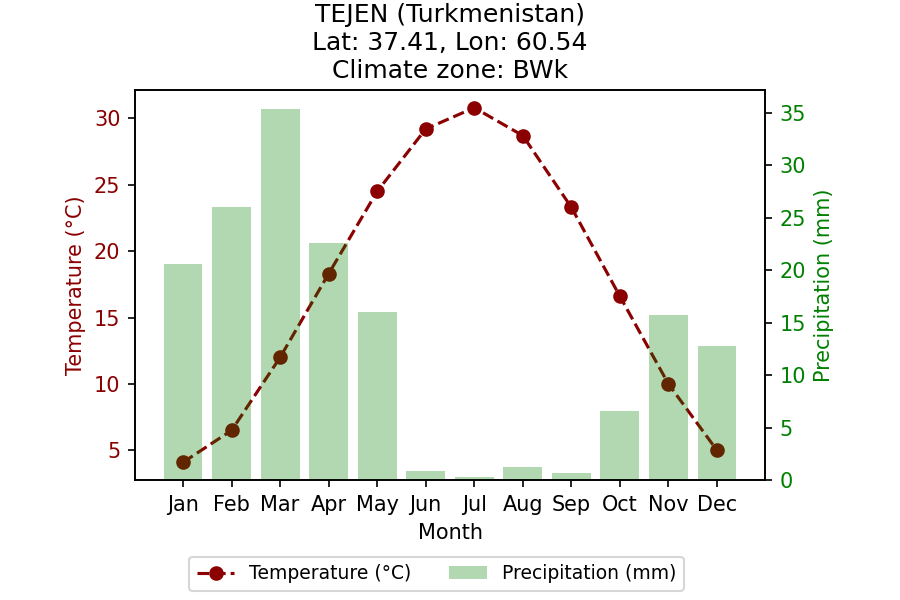 TEJEN (Turkmenistan)
Lat: 37.41, Lon: 60.54
Climate zone: BWk
30
25
20
15
10
5
Temperature (°C)
35
30
25
20
15
10
5
0
Precipitation (mm)
Jan Feb Mar Apr May Jun Jul Aug Sep Oct Nov Dec
Month
Temperature (°C) Precipitation (mm)